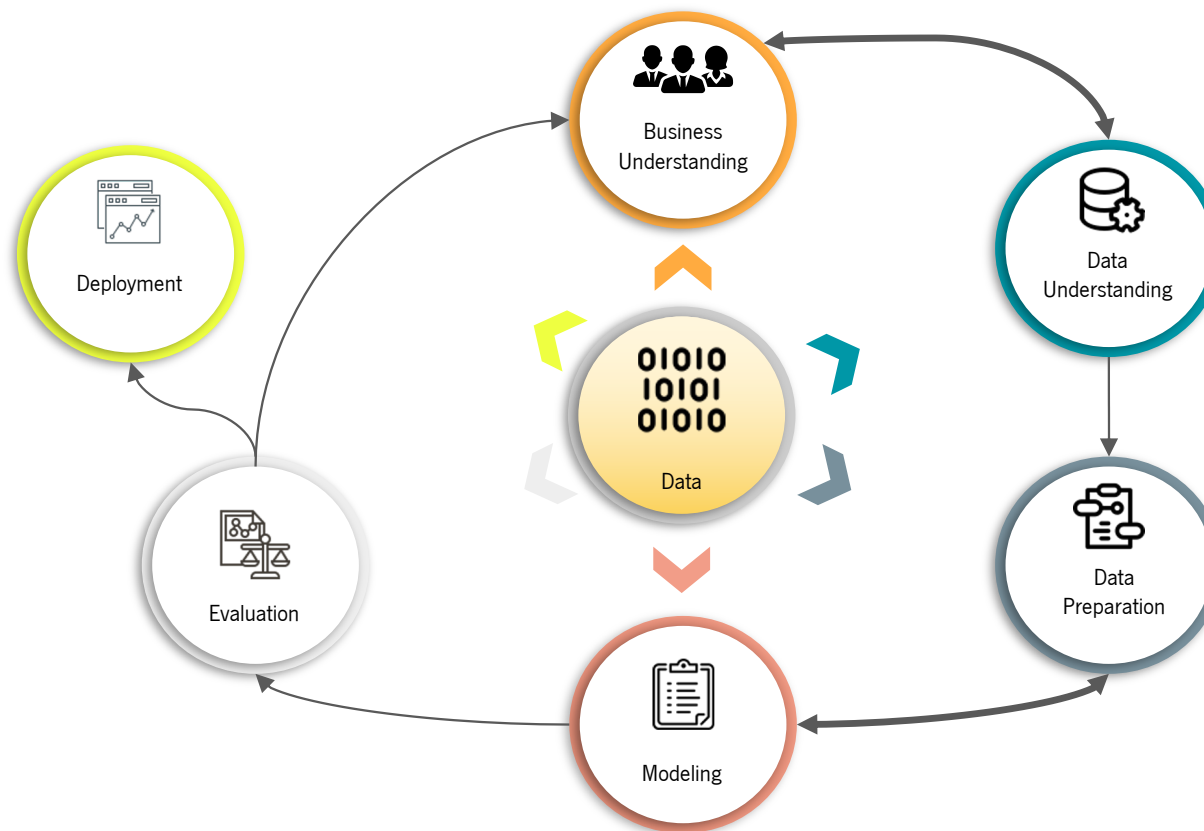 Business
Understanding
Deployment
Data
Understanding
01010
10101
01010
Data
Evaluation
Data
Preparation
Modeling